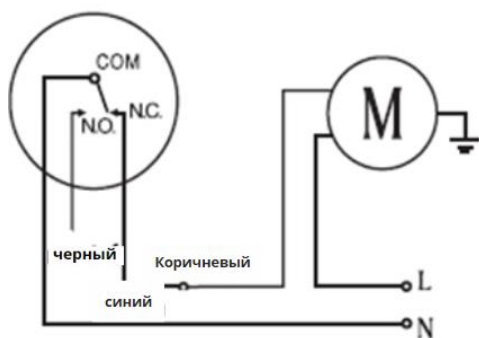 COM
N.O.
N.C.
M
черный
Коричневый
синий
L
N